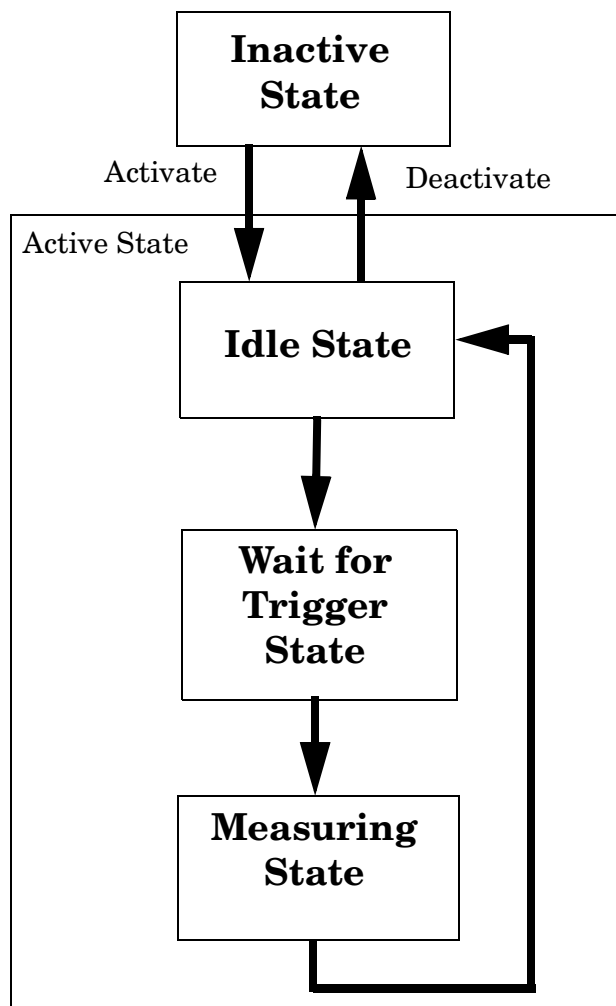 Inactive
State
Activate
Deactivate
Active State
Idle State
Wait for
Trigger
State
Measuring
State